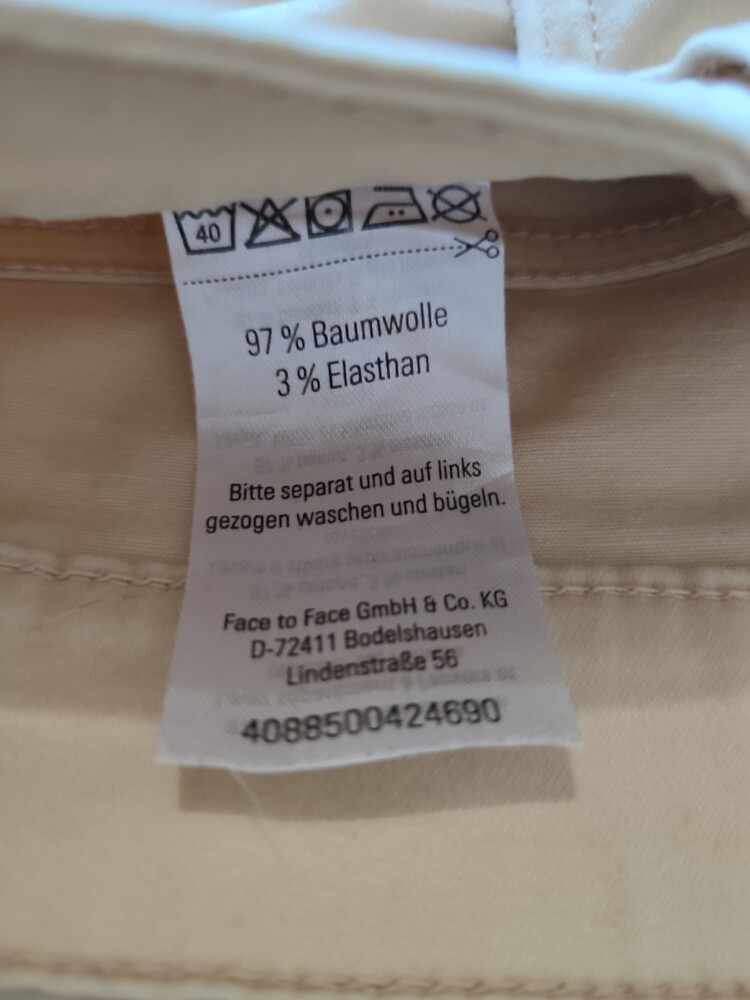 40
97 % Baumwolle
3 % Elasthan
Bitte separat und auf links
gezogen waschen und bügeln.
Face to Face GmbH & Co. KG
D-72411 Bodelshausen
Lindenstraße 56
4088500424690